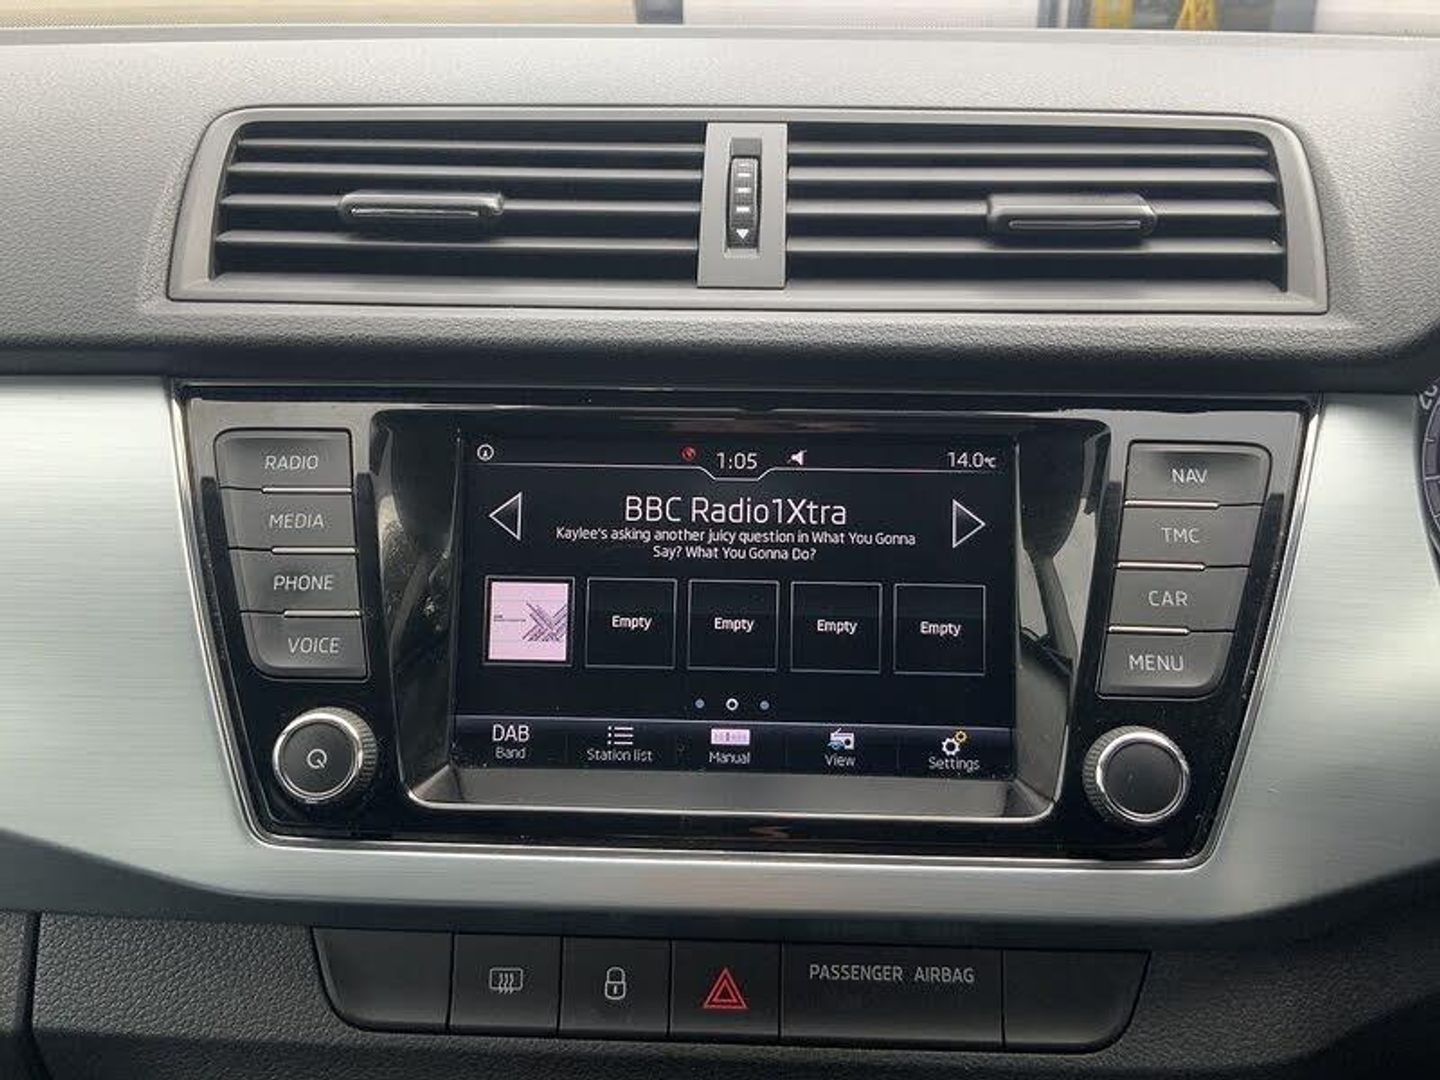 RADIO
MEDIA
PHONE
VOICE
1:05
14.0°C
BBC Radio1Xtra
Kaylee's asking another juicy question in What You Gonna
Say? What You Gonna Do?
Empty
Empty
Empty
Empty
DAB
Band
Station list
Manual
View
Settings
NAV
TMC
CAR
MENU
PASSENGER AIRBAG